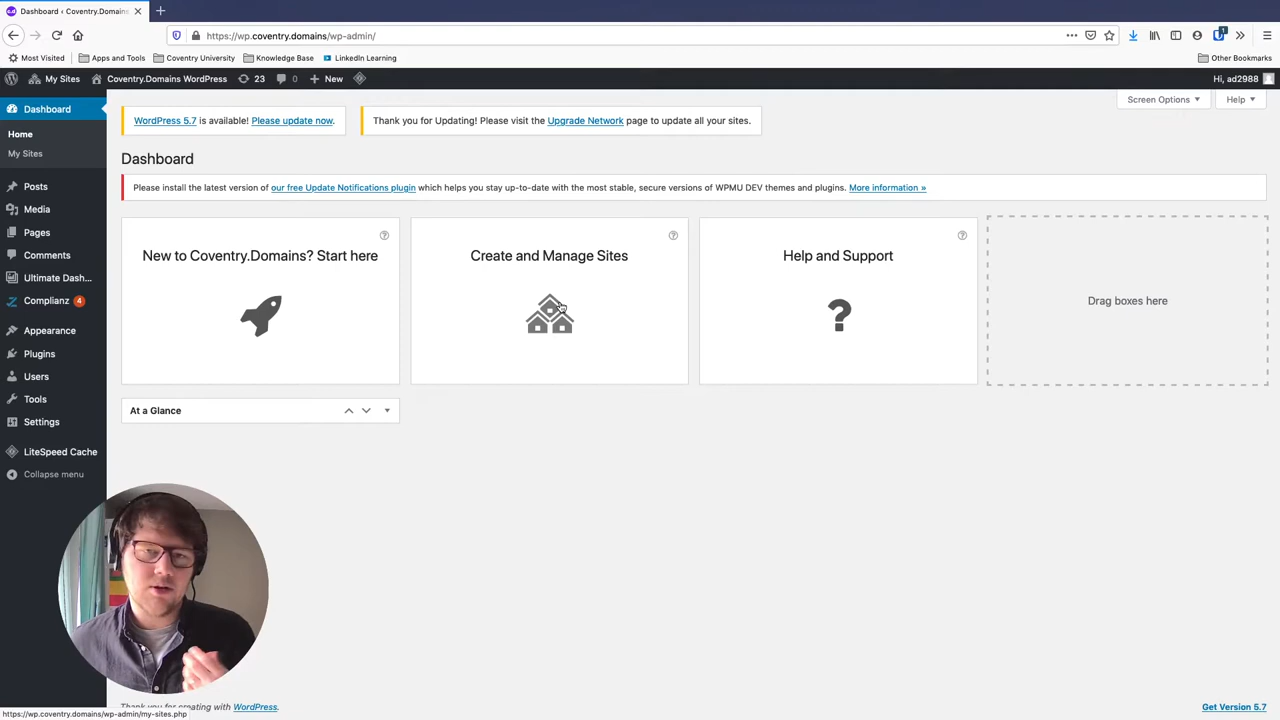 Dashboard ‹ Coventry.Domains
https://wp.coventry.domains/wp-admin/
1
Most Visited
Apps and Tools
Coventry University
Knowledge Base
LinkedIn Learning
Other Bookmarks
My Sites
Coventry.Domains WordPress
23
0
New
Hi, ad2988
Dashboard
Home
My Sites
Posts
Media
Pages
Comments
Ultimate Dash...
Complianz 4
Appearance
Plugins
Users
Tools
Settings
LiteSpeed Cache
Collapse menu
Screen Options
Help
WordPress 5.7 is available! Please update now.
Thank you for Updating! Please visit the Upgrade Network page to update all your sites.
Dashboard
Please install the latest version of our free Update Notifications plugin which helps you stay up-to-date with the most stable, secure versions of WPMU DEV themes and plugins. More information »
New to Coventry.Domains? Start here
Create and Manage Sites
Help and Support
Drag boxes here
At a Glance
Thank you for creating with WordPress.
Get Version 5.7
https://wp.coventry.domains/wp-admin/my-sites.php